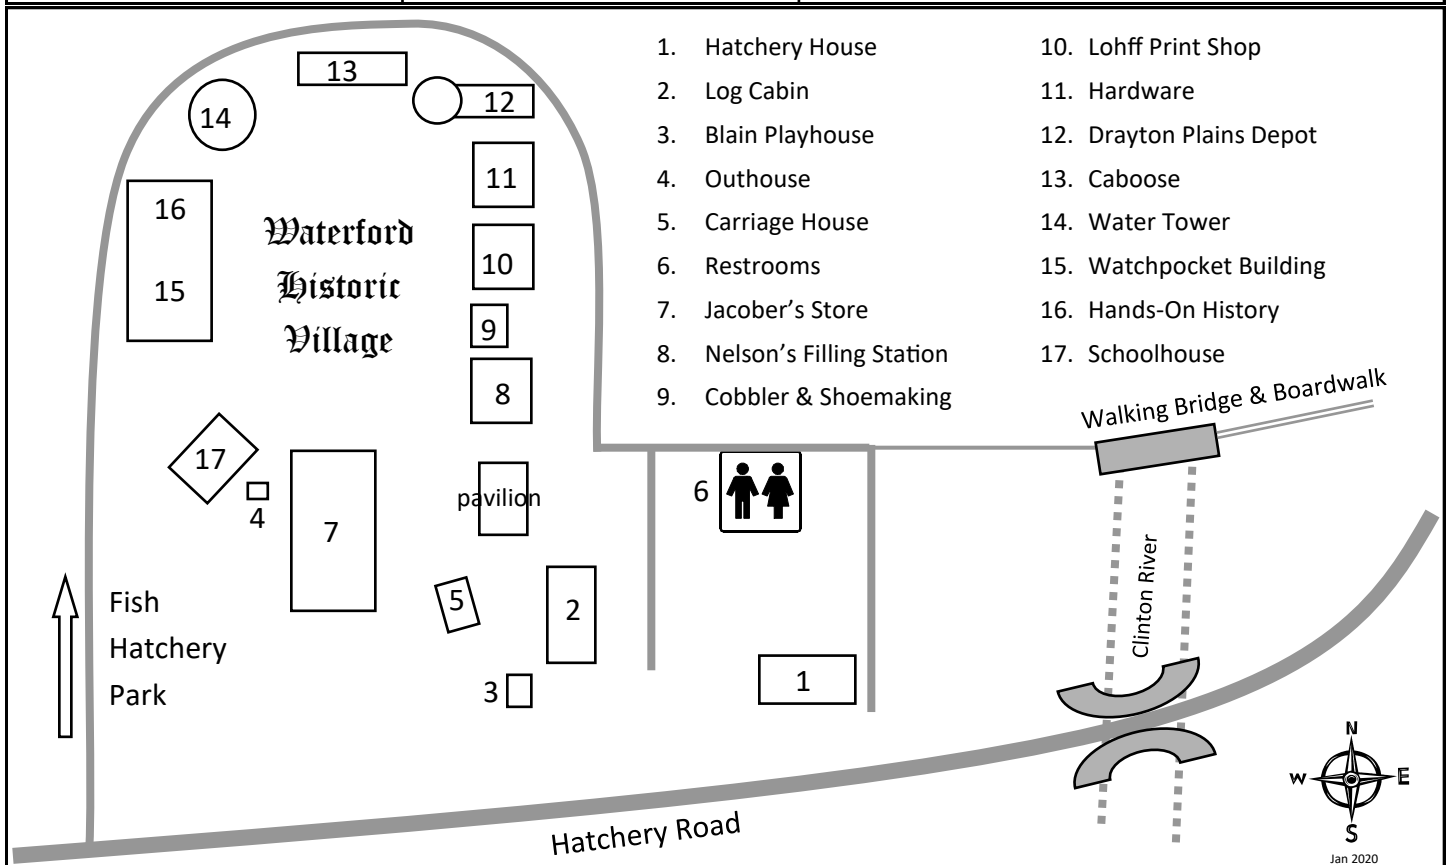 1. Hatchery House
2. Log Cabin
3. Blain Playhouse
4. Outhouse
5. Carriage House
6. Restrooms
7. Jacober’s Store
8. Nelson’s Filling Station
9. Cobbler & Shoemaking
10. Lohff Print Shop
11. Hardware
12. Drayton Plains Depot
13. Caboose
14. Water Tower
15. Watchpocket Building
16. Hands-On History
17. Schoolhouse
13
12
14
11
16
Waterford
Historic
Village
10
15
9
8
Walking Bridge & Boardwalk
17
4
7
pavilion
6
5
2
3
1
Fish
Hatchery
Park
Clinton River
Hatchery Road
N
W
E
S
Jan 2020